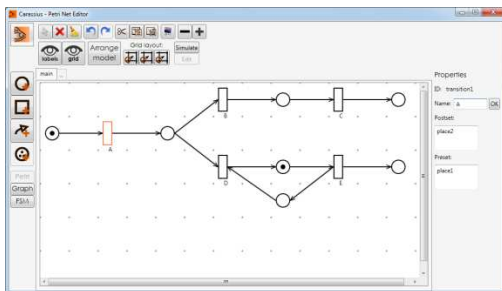 Carassius - Petri Net Editor
labels
grid
Arrange
model
Grid layout:
Simulate
Edit
main
A
B
C
D
E
Petri
Graph
FSM
Properties
ID: transition1
Name: A OK
Postset:
place2
Preset:
place1